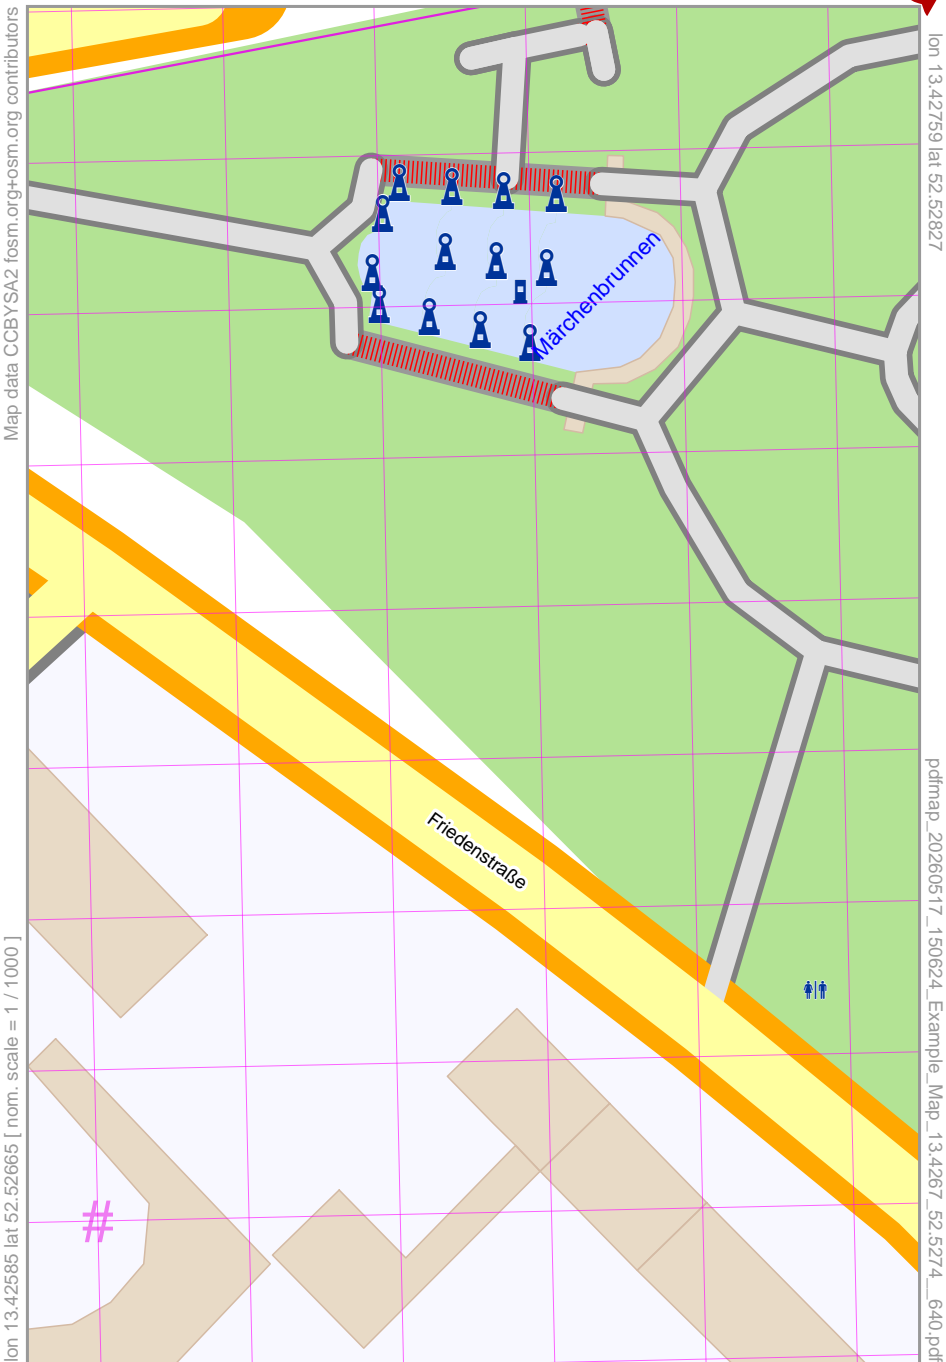 Map data CCBYSA2 fosm.org+osm.org contributors
lon 13.42759 lat 52.52827
Märchenbrunnen
Friedenstraße
lon 13.42585 lat 52.52665 [ nom. scale = 1 / 1000 ]
pdfmap_20260517_150624_Example_Map_13.4267_52.5274__640.pdf
#